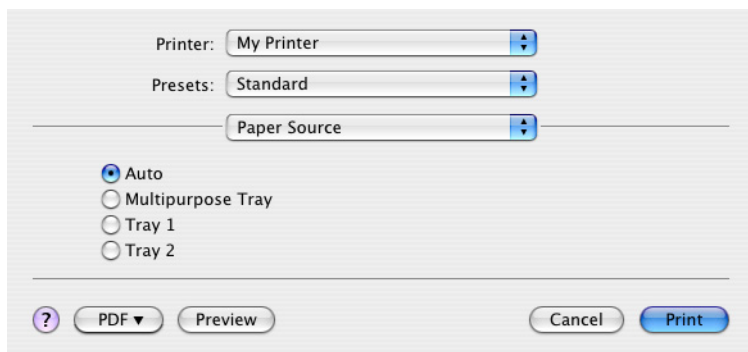 Printer: My Printer
Presets: Standard
Paper Source
Auto
Multipurpose Tray
Tray 1
Tray 2
? PDF ▼ Preview Cancel Print